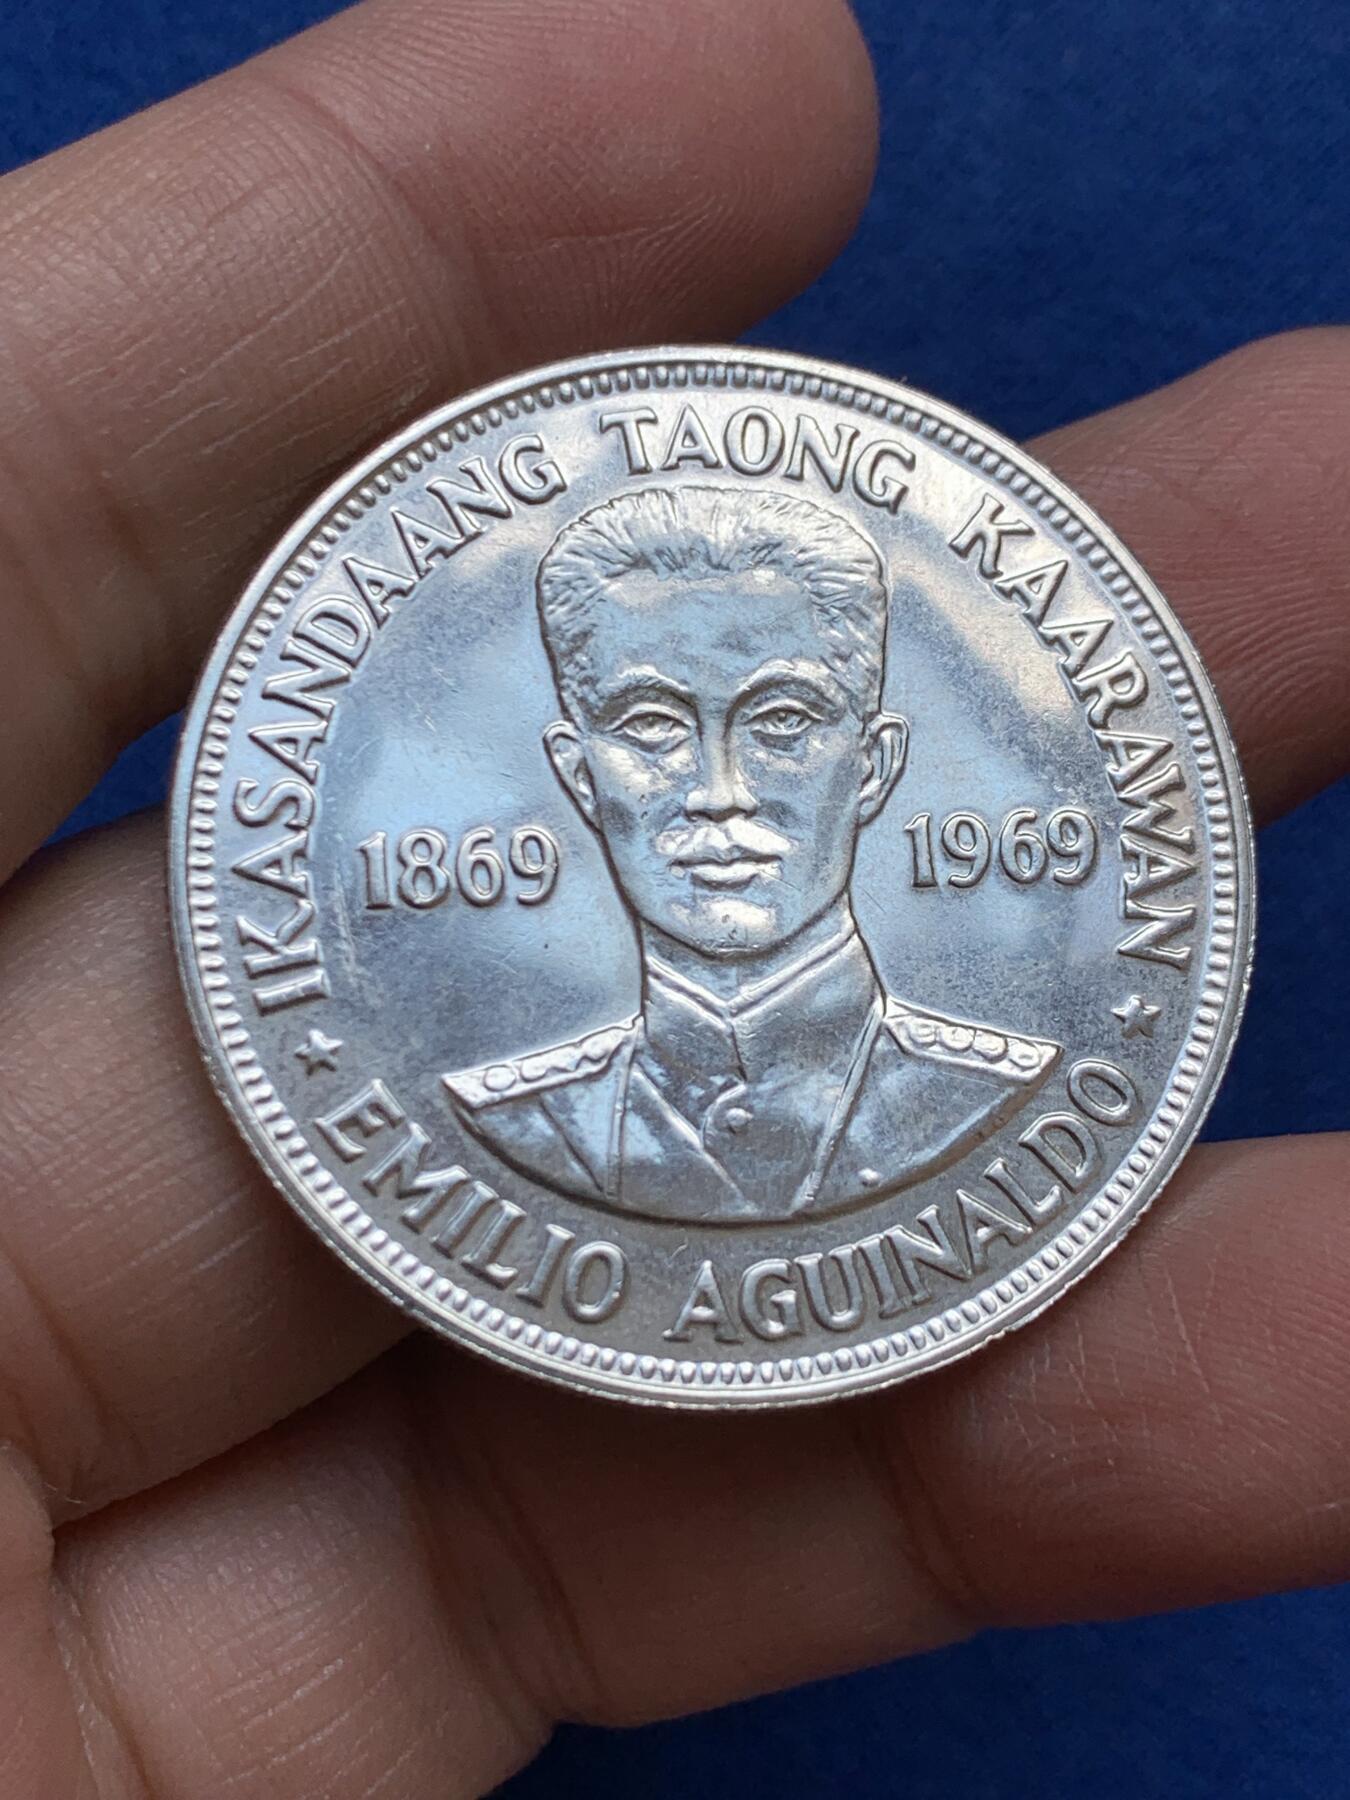 IKASANDAANG TAONG KAARAWAN
1869 1969
EMILIO AGUINALDO